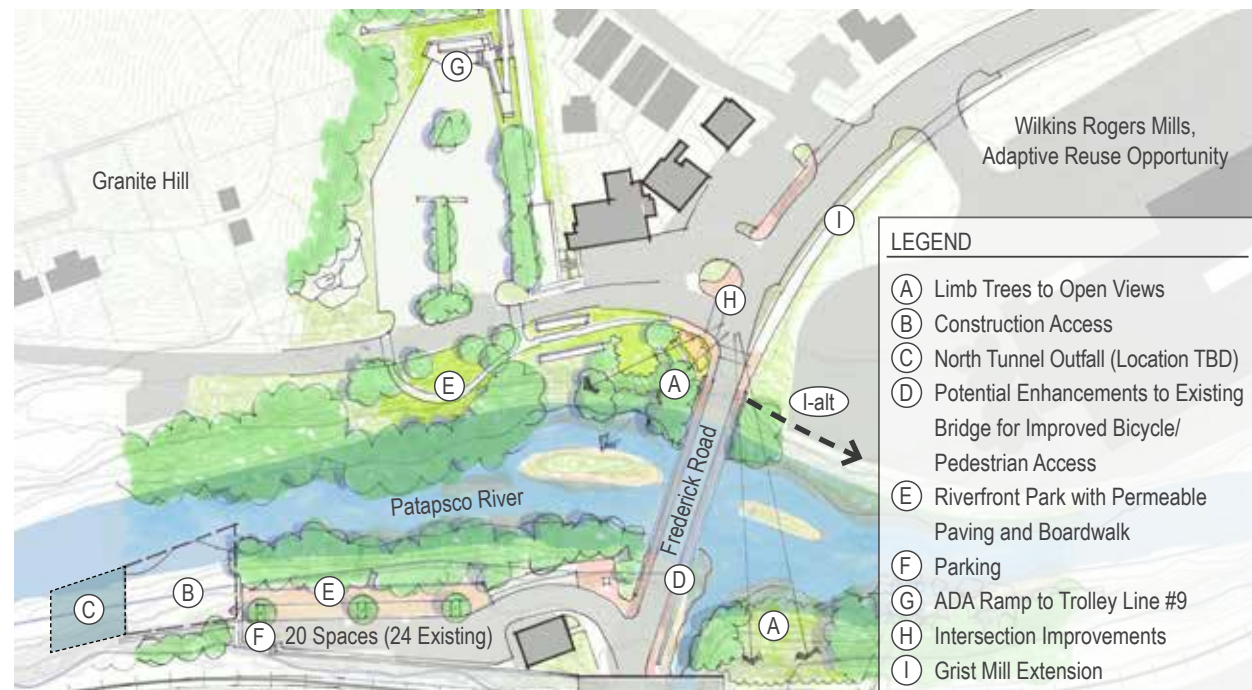 G
Granite Hill
Wilkins Rogers Mills,
Adaptive Reuse Opportunity
I
H
A
E
I-alt
Frederick Road
Patapsco River
D
B
E
C
A
F 20 Spaces (24 Existing)
LEGEND
A Limb Trees to Open Views
B Construction Access
C North Tunnel Outfall (Location TBD)
D Potential Enhancements to Existing
Bridge for Improved Bicycle/
Pedestrian Access
E Riverfront Park with Permeable
Paving and Boardwalk
F Parking
G ADA Ramp to Trolley Line #9
H Intersection Improvements
I Grist Mill Extension